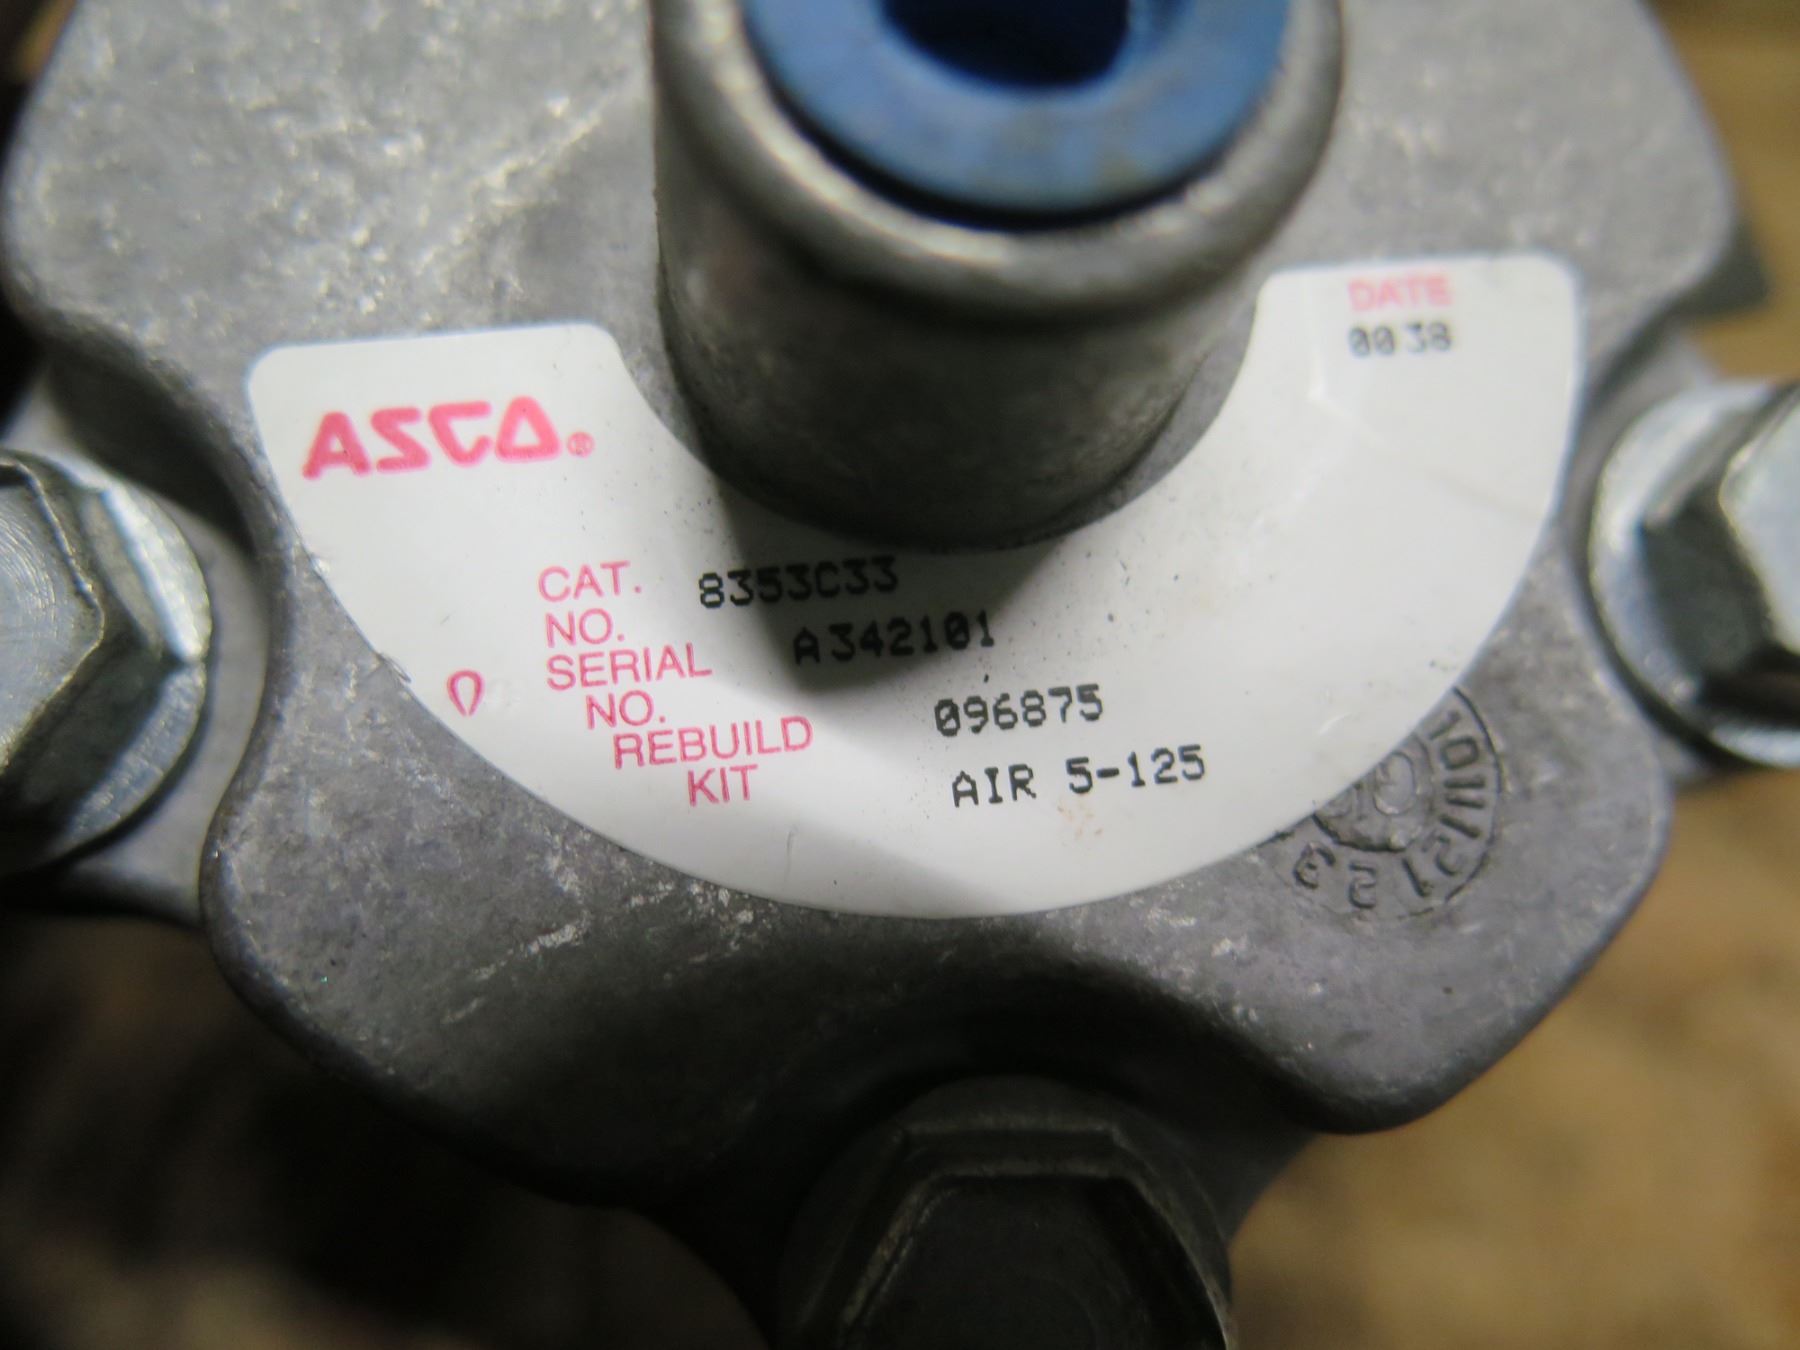 DATE
0038
ASCO®
CAT. NO. 8353C33
SERIAL NO. A342101
REBUILD KIT 096875
AIR 5-125